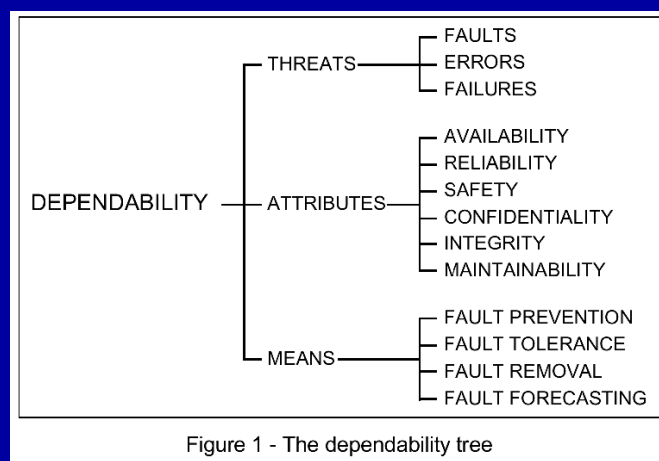 THREATS
FAULTS
ERRORS
FAILURES
DEPENDABILITY
ATTRIBUTES
AVAILABILITY
RELIABILITY
SAFETY
CONFIDENTIALITY
INTEGRITY
MAINTAINABILITY
MEANS
FAULT PREVENTION
FAULT TOLERANCE
FAULT REMOVAL
FAULT FORECASTING
Figure 1 - The dependability tree